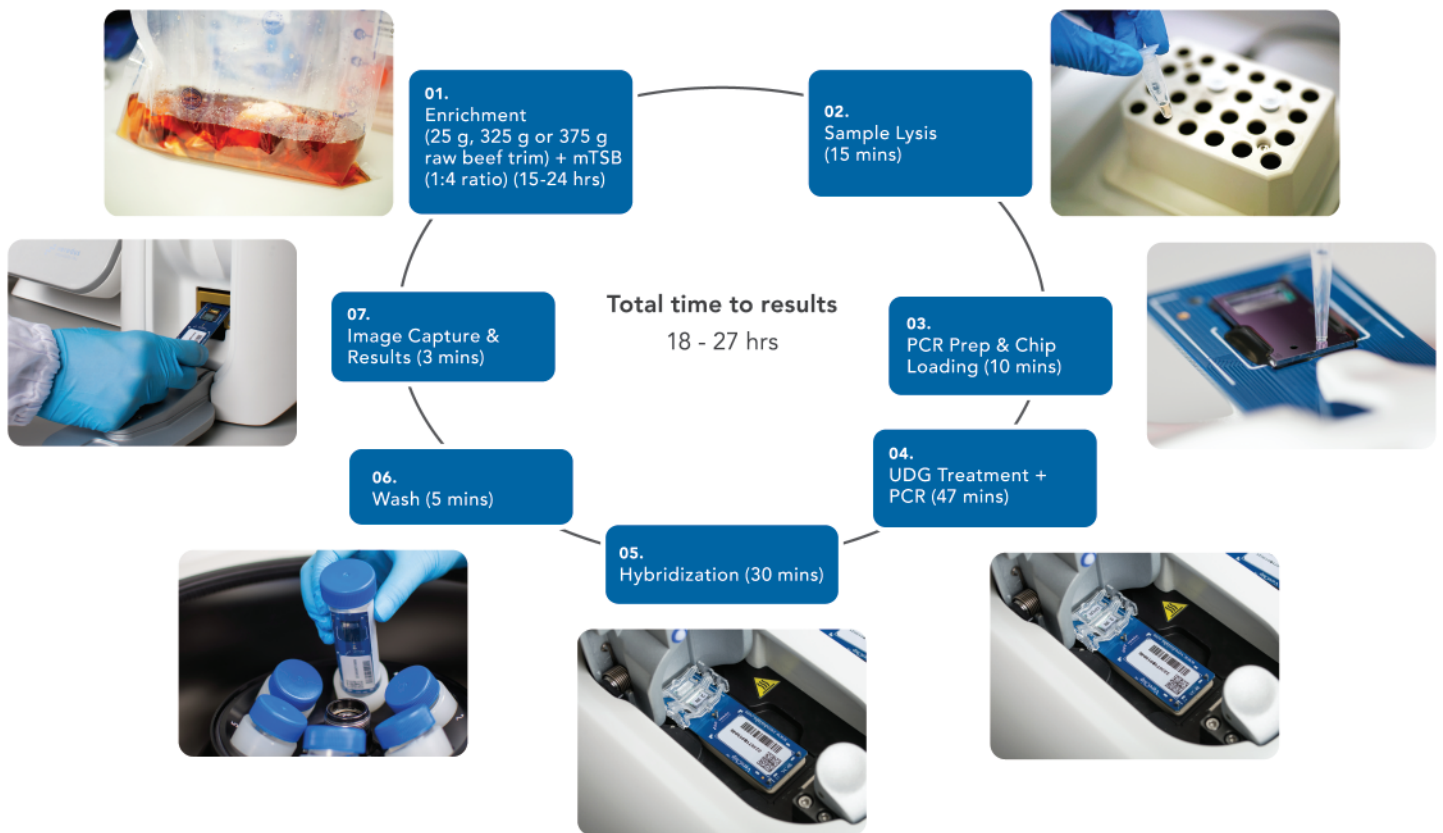 01.
Enrichment
(25 g, 325 g or 375 g
raw beef trim) + mTSB
(1:4 ratio) (15-24 hrs)
02.
Sample Lysis
(15 mins)
07.
Image Capture &
Results (3 mins)
Total time to results
18 - 27 hrs
03.
PCR Prep & Chip
Loading (10 mins)
04.
UDG Treatment +
PCR (47 mins)
06.
Wash (5 mins)
05.
Hybridization (30 mins)